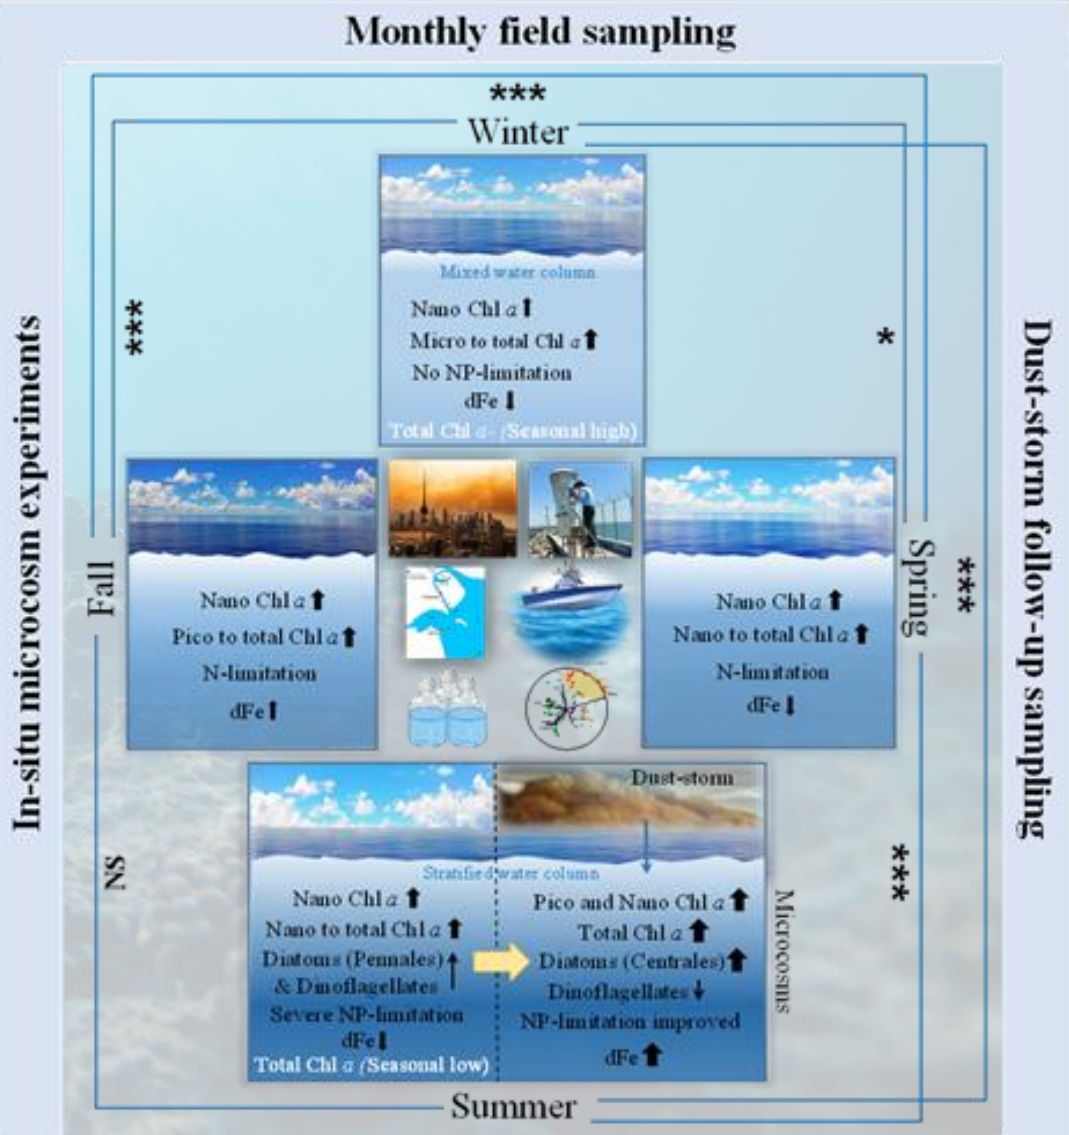 Monthly field sampling
***
Winter
Mixed water column
Nano Chl a ⬆
Micro to total Chl a ⬆
No NP-limitation
dFe ⬇
Total Chl a- (Seasonal high)
***
*
In-situ microcosm experiments
Dust-storm follow-up sampling
Fall
Nano Chl a ⬆
Pico to total Chl a ⬆
N-limitation
dFe ⬆
Spring
***
Nano Chl a ⬆
Nano to total Chl a ⬆
N-limitation
dFe ⬇
NS
***
Dust-storm
Stratified water column
Nano Chl a ⬆
Nano to total Chl a ⬆
Diatoms (Pennales)
& Dinoflagellates ↑
Severe NP-limitation
dFe ⬇
Total Chl a (Seasonal low)
Pico and Nano Chl a ⬆
Total Chl a ⬆
Diatoms (Centrales) ⬆
Dinoflagellates ↓
NP-limitation improved
dFe ⬆
Microcosms
Summer